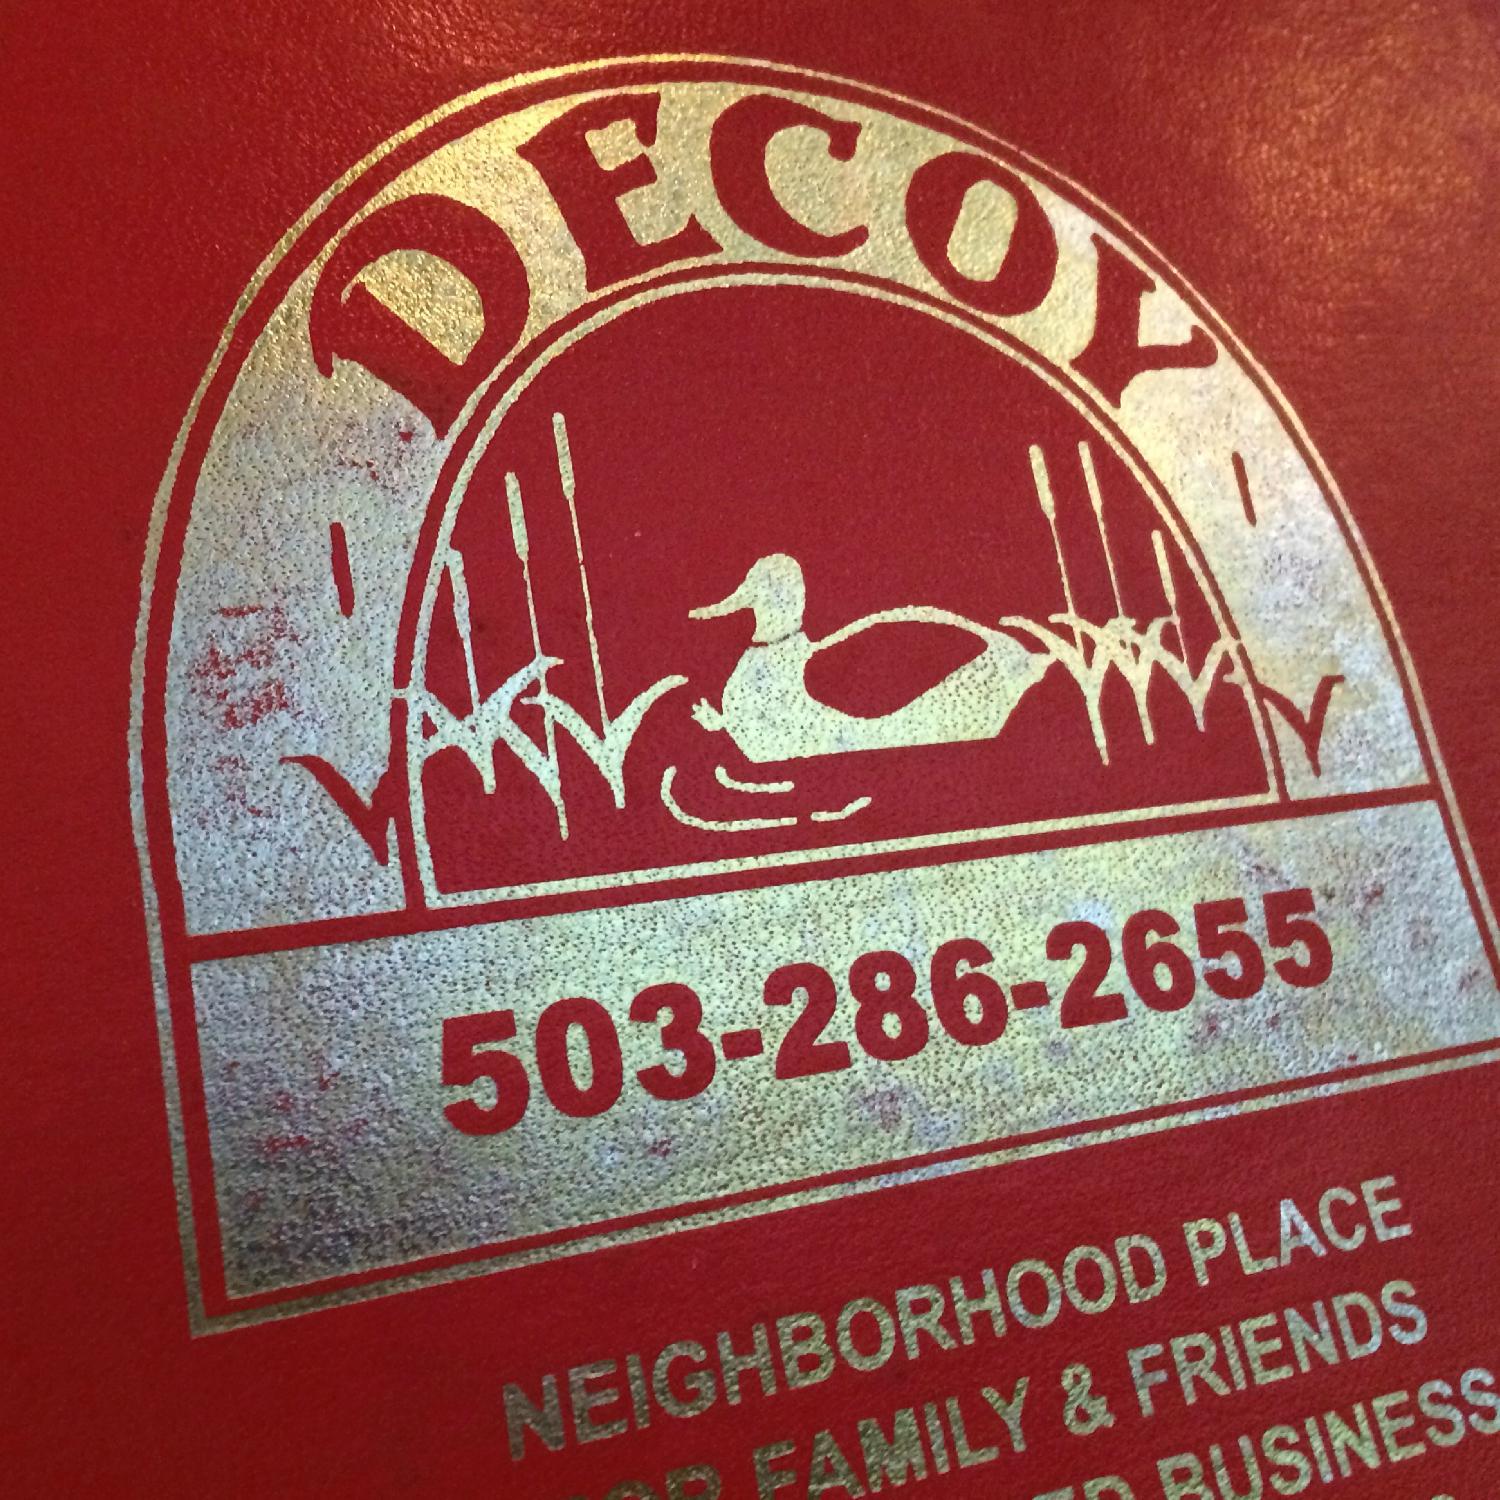 DECOY
503-286-2655
NEIGHBORHOOD PLACE
FAMILY & FRIENDS
BUSINESS